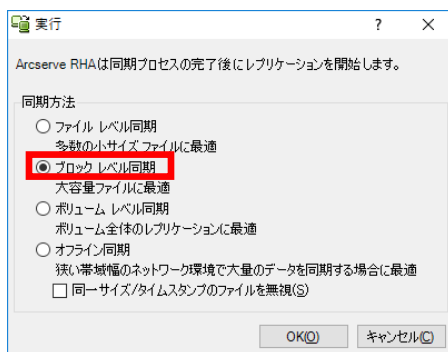 実行
? ×
Arcserve RHAは同期プロセスの完了後にレプリケーションを開始します。
同期方法
ファイル レベル同期
多数の小サイズ ファイルに最適
ブロック レベル同期
大容量ファイルに最適
ボリューム レベル同期
ボリューム全体のレプリケーションに最適
オフライン同期
狭い帯域幅のネットワーク環境で大量のデータを同期する場合に最適
同一サイズ/タイムスタンプのファイルを無視(S)
OK(O) キャンセル(C)